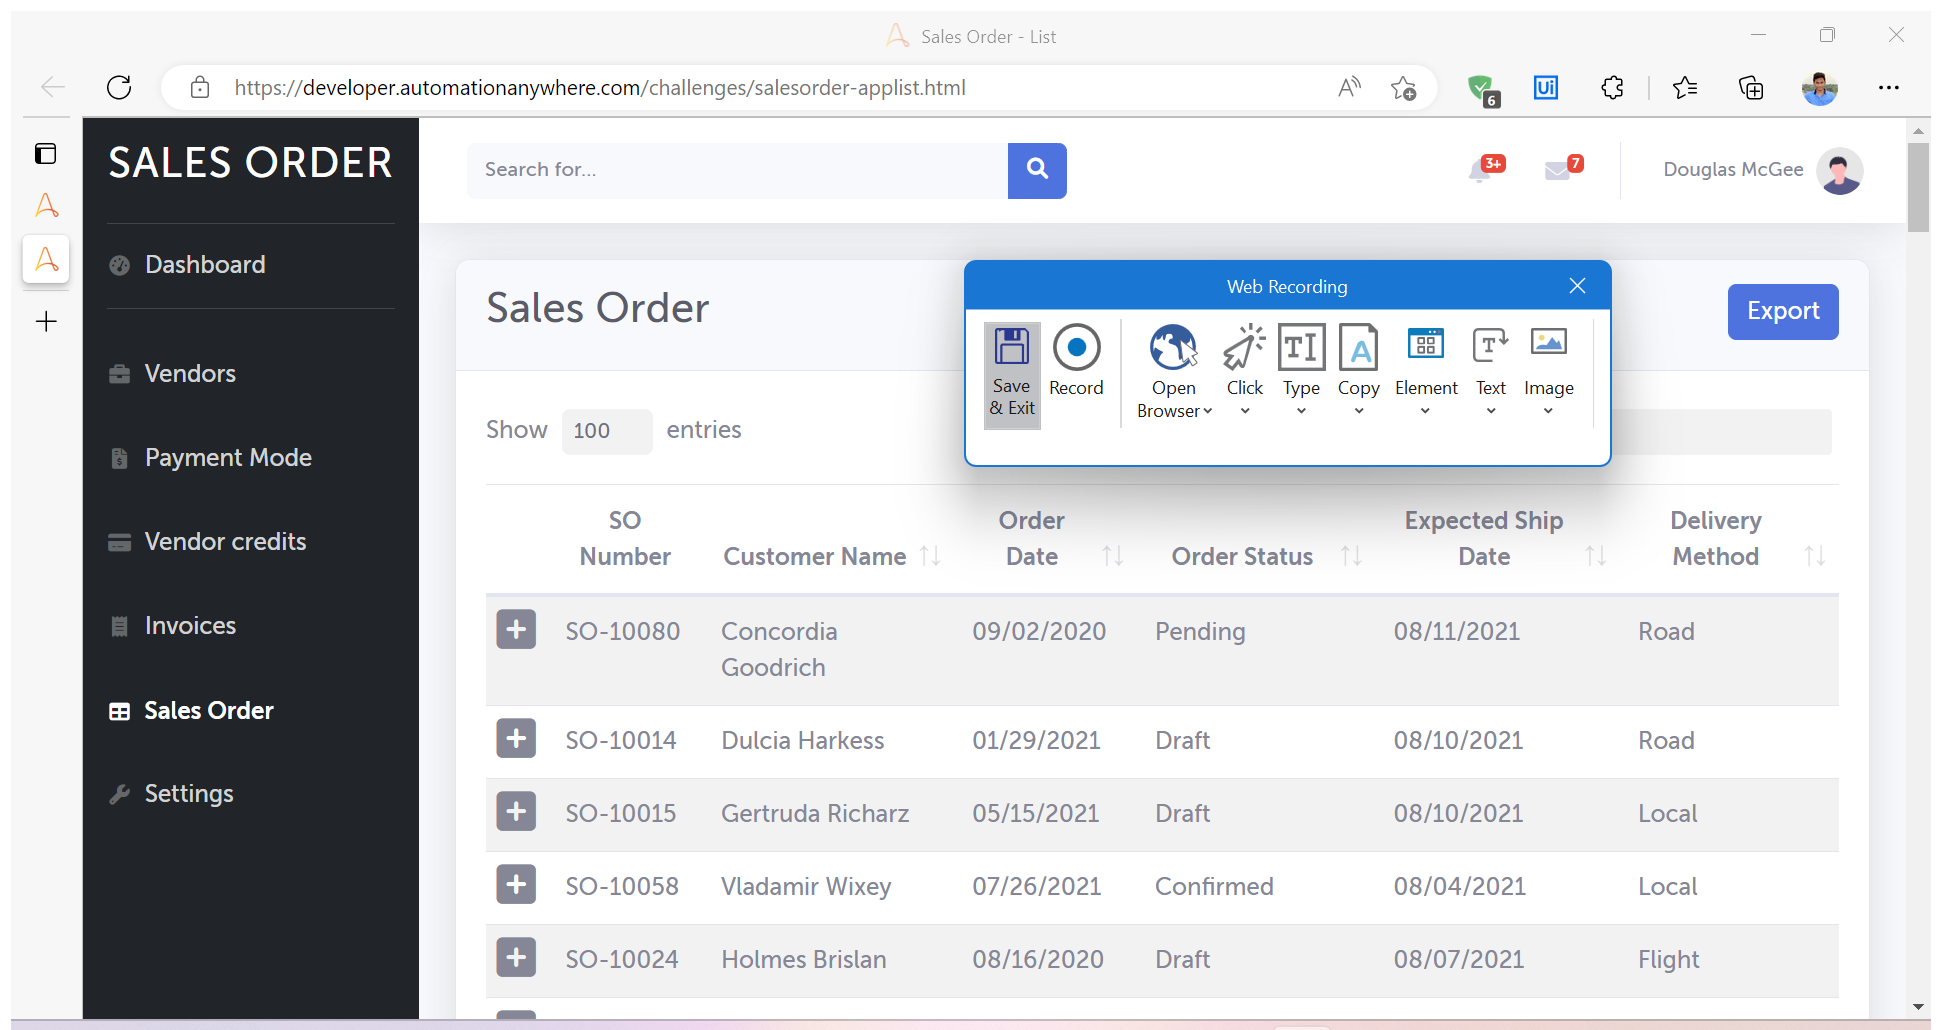 Sales Order - List
https://developer.automationanywhere.com/challenges/salesorder-applist.html
6
Ui
SALES ORDER
Search for...
3+
7
Douglas McGee
Dashboard
Vendors
Payment Mode
Vendor credits
Invoices
Sales Order
Settings
Sales Order
Export
Web Recording
Save
& Exit
Record
Open
Browser
Click
Type
Copy
Element
Text
Image
Show 100 entries
SO
Number
Customer Name
Order
Date
Order Status
Expected Ship
Date
Delivery
Method
SO-10080 Concordia 09/02/2020 Pending 08/11/2021 Road
Goodrich
SO-10014 Dulcia Harkess 01/29/2021 Draft 08/10/2021 Road
SO-10015 Gertruda Richarz 05/15/2021 Draft 08/10/2021 Local
SO-10058 Vladamir Wixey 07/26/2021 Confirmed 08/04/2021 Local
SO-10024 Holmes Brislan 08/16/2020 Draft 08/07/2021 Flight